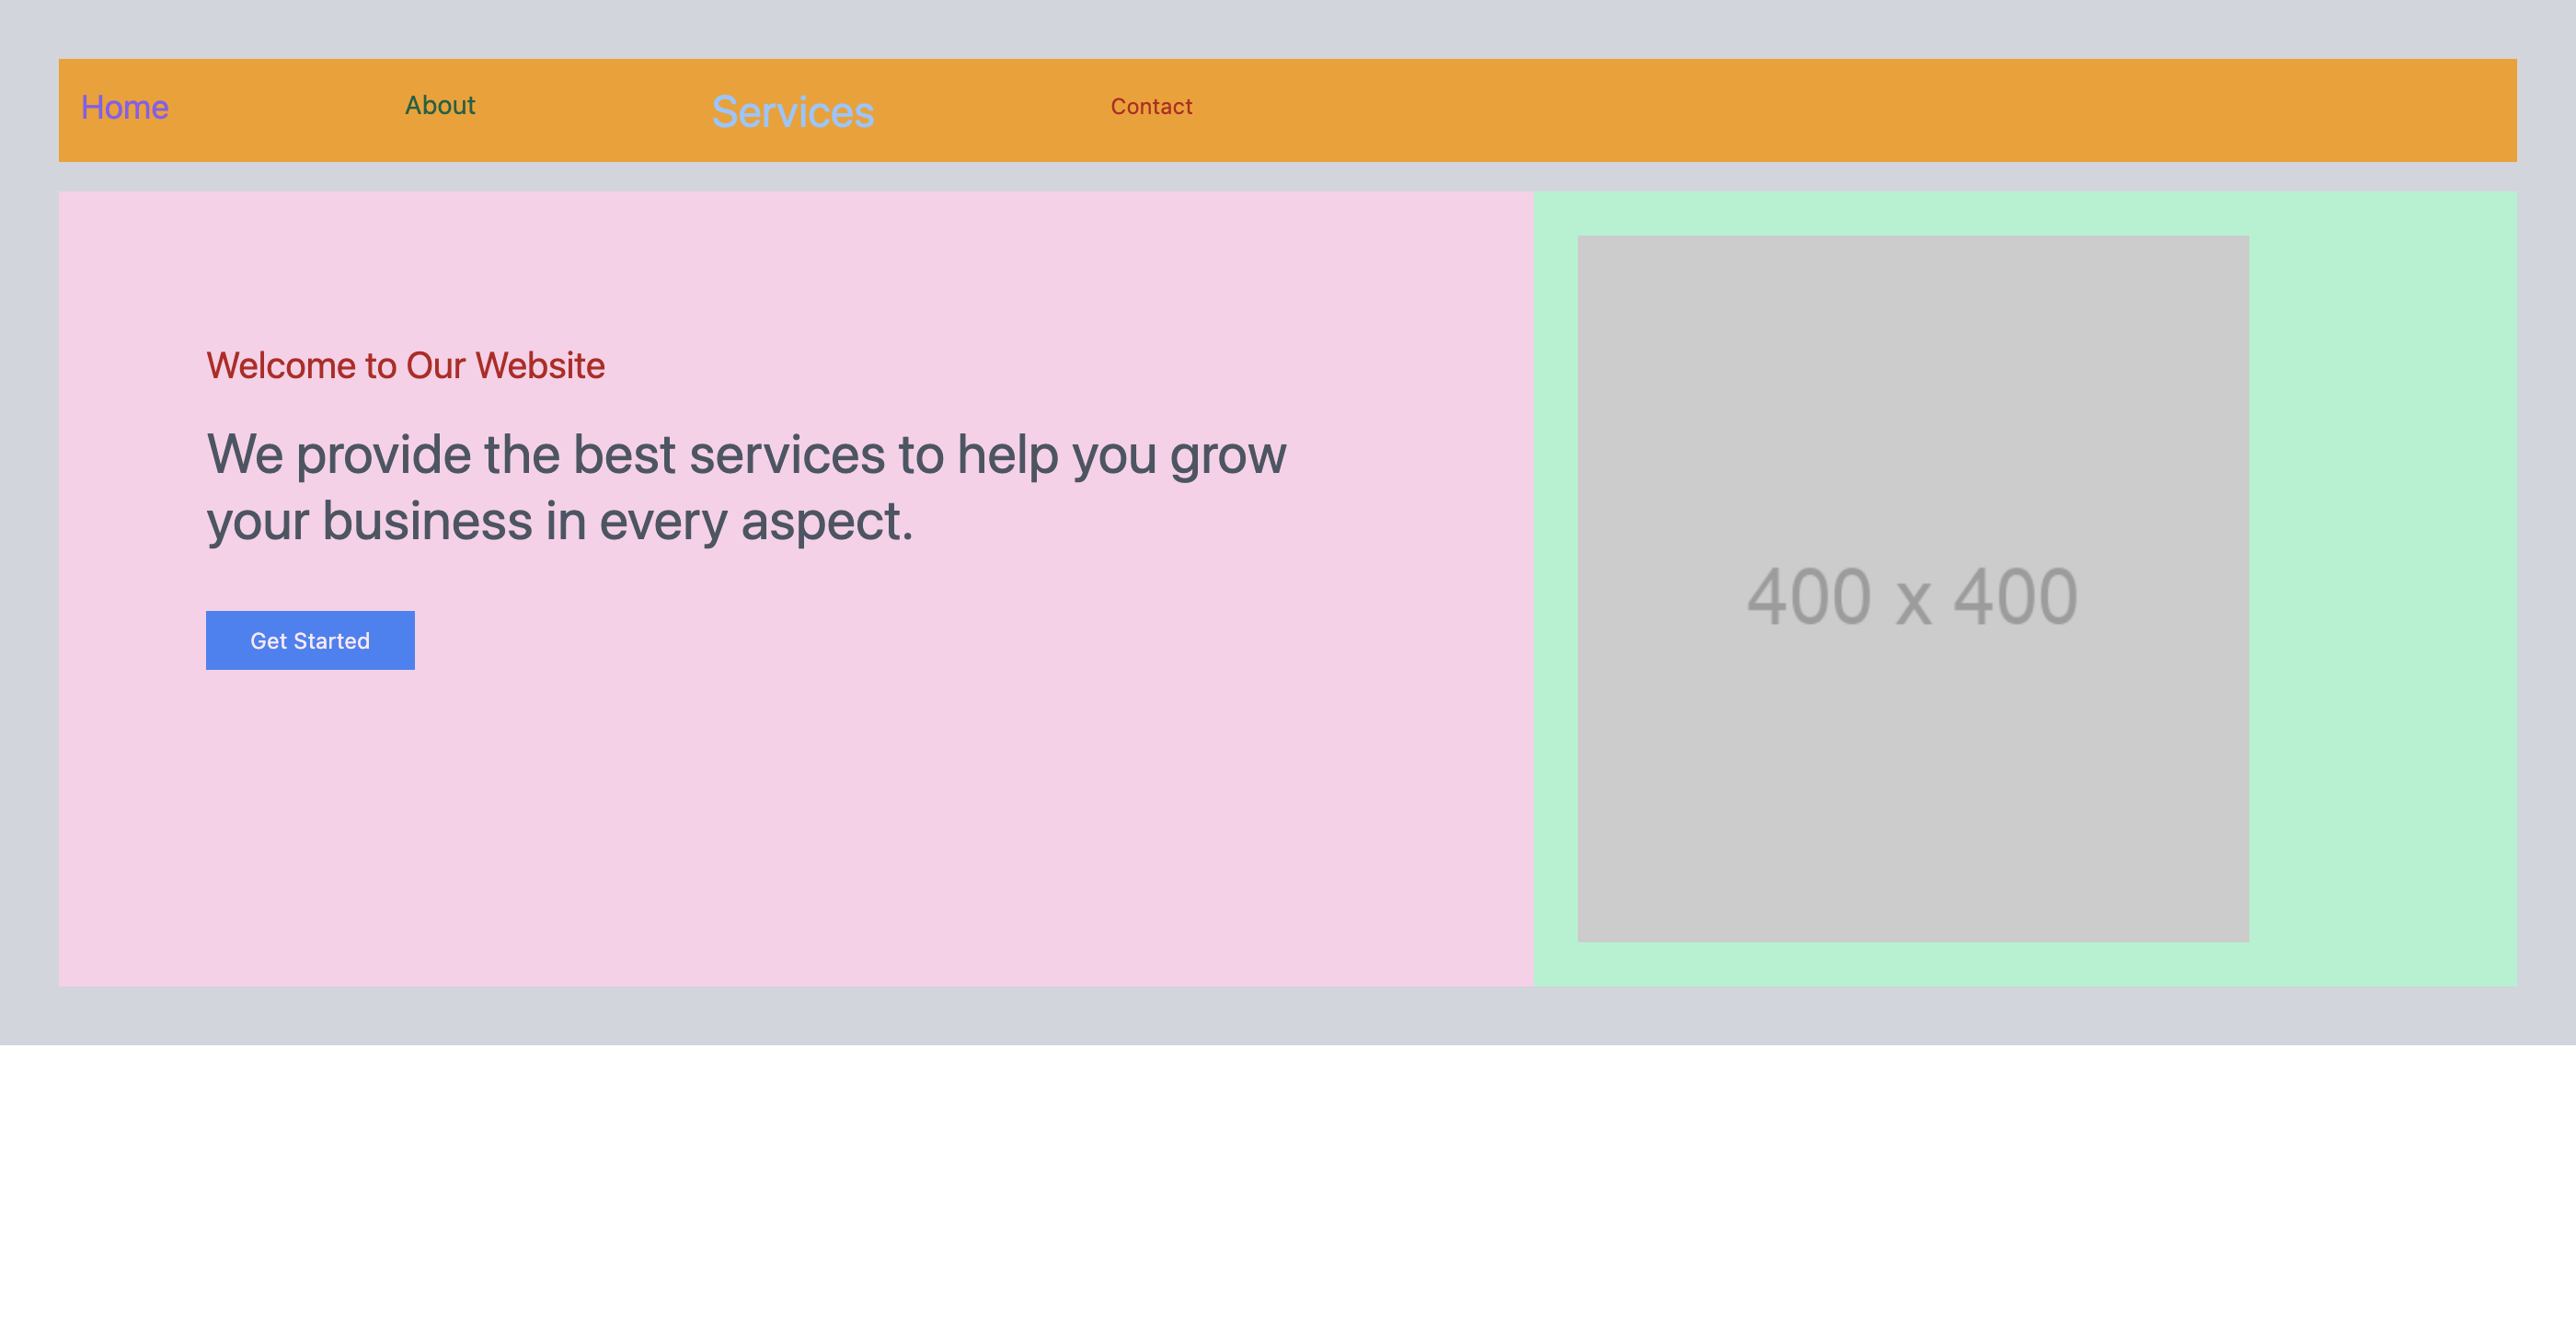 Home
About
Services
Contact
Welcome to Our Website
We provide the best services to help you grow
your business in every aspect.
Get Started
400 x 400